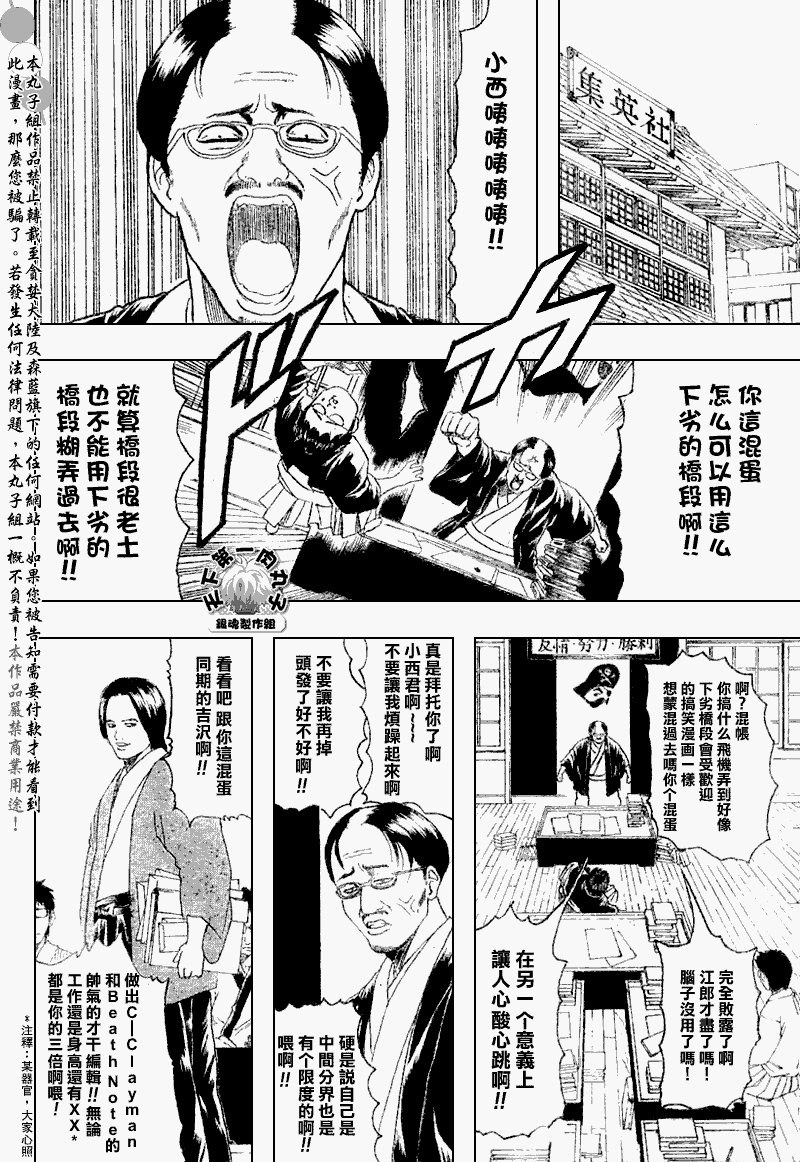 集英社
小西咦咦咦咦咦咦!!
ドカ
你這混蛋
怎么可以用這么
下劣的橋段啊!!
就算橋段很老士
也不能用下劣的
橋段糊弄過去啊!!
天下第一肉丸子
銀魂製作組
友情·努力·勝利
啊?混帳
你搞什么飛機弄到好像
下劣橋段會受歡迎
的搞笑漫画一樣
想蒙混過去嗎你个混蛋
完全敗露了啊
江郎才盡了嗎!
腦子沒用了嗎!
在另一个意義上
讓人心酸心跳啊!!
真是拜托你了啊
小西君啊~~~
不要讓我煩躁起來啊
不要讓我再掉
頭發了好不好啊!!
硬是説自己是
中間分界也是
有个限度的啊!!
喂啊!!
看看吧 跟你這混蛋
同期的吉沢啊!!
做出C—Clayman
和Beath Note的
帥氣的才干編輯!!無論
工作還是身高還有XX*
都是你的三倍啊喂!
*注釋:某器官,大家心照
本丸子組作品禁止轉載至貪婪大陸及森藍旗下的任何網站。如果您被告知需要付款才能看到
此漫畫,那麼您被騙了。若發生任何法律問題,本丸子組一概不負責!本作品嚴禁商業用途!